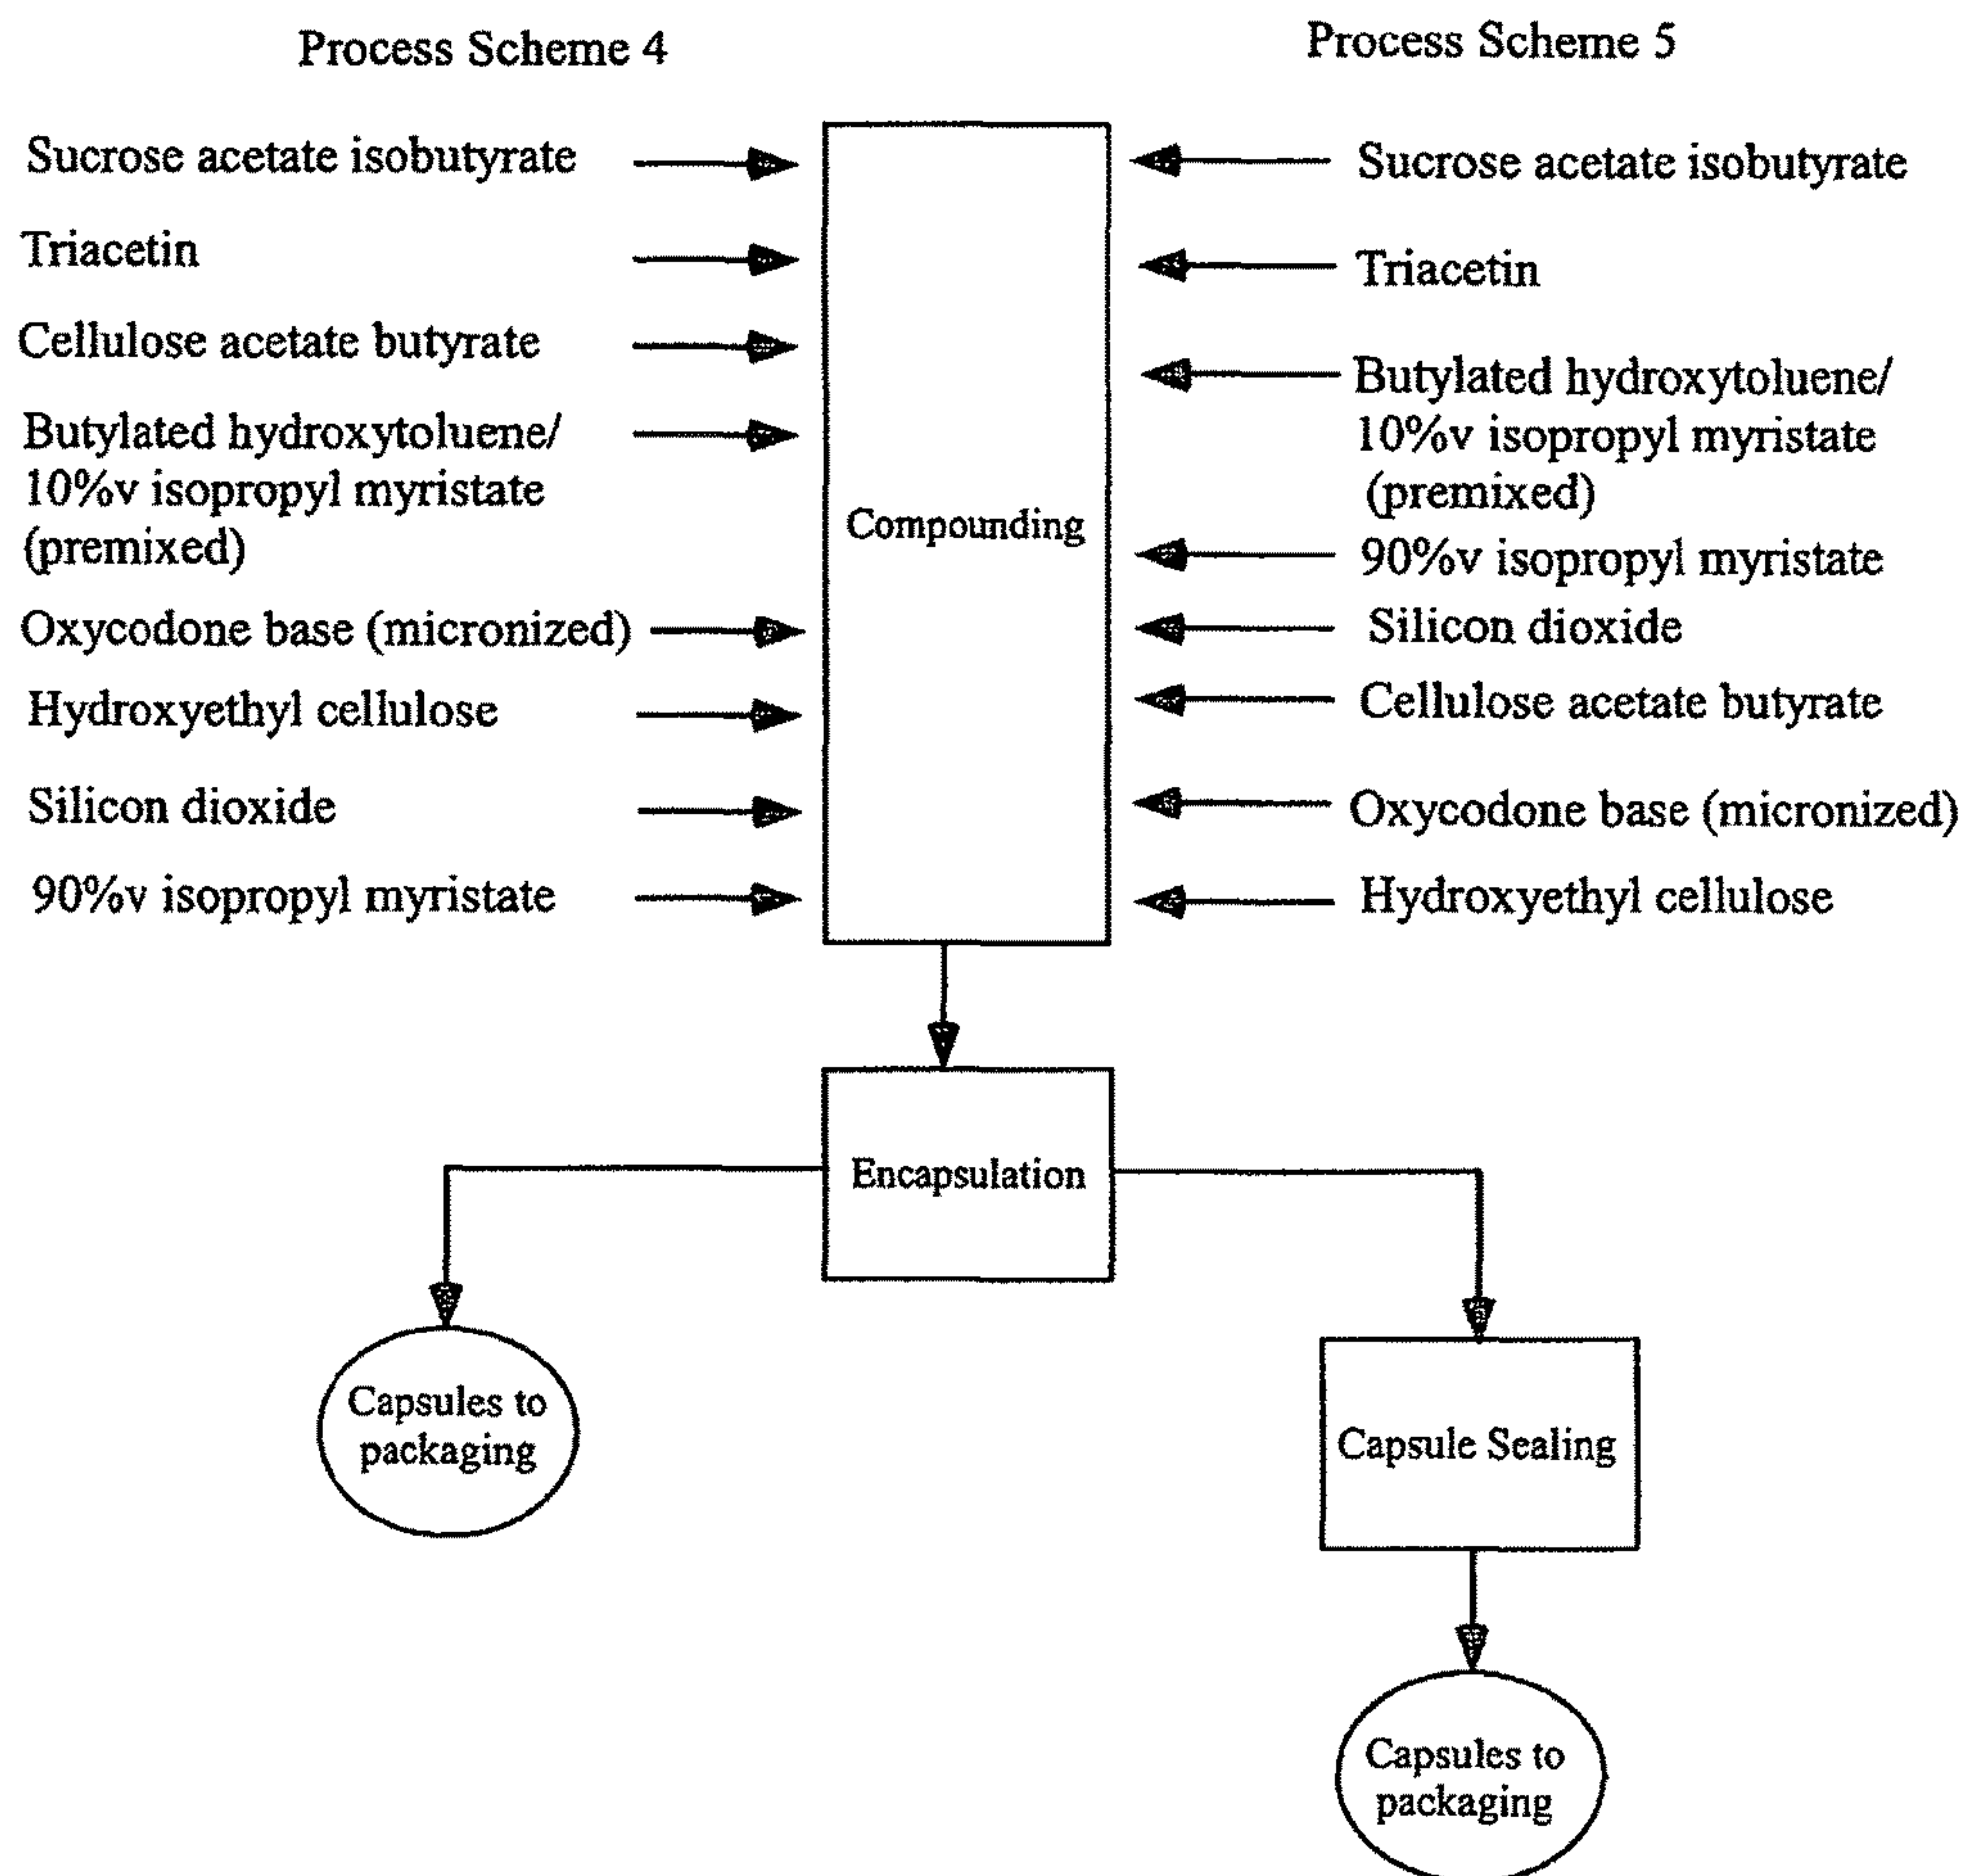 Process Scheme 4
Sucrose acetate isobutyrate
Triacetin
Cellulose acetate butyrate
Butylated hydroxytoluene/
10%v isopropyl myristate
(premixed)
Oxycodone base (micronized)
Hydroxyethyl cellulose
Silicon dioxide
90%v isopropyl myristate
Process Scheme 5
Sucrose acetate isobutyrate
Triacetin
Butylated hydroxytoluene/
10%v isopropyl myristate
(premixed)
90%v isopropyl myristate
Silicon dioxide
Cellulose acetate butyrate
Oxycodone base (micronized)
Hydroxyethyl cellulose
Compounding
Encapsulation
Capsules to
packaging
Capsule Sealing
Capsules to
packaging